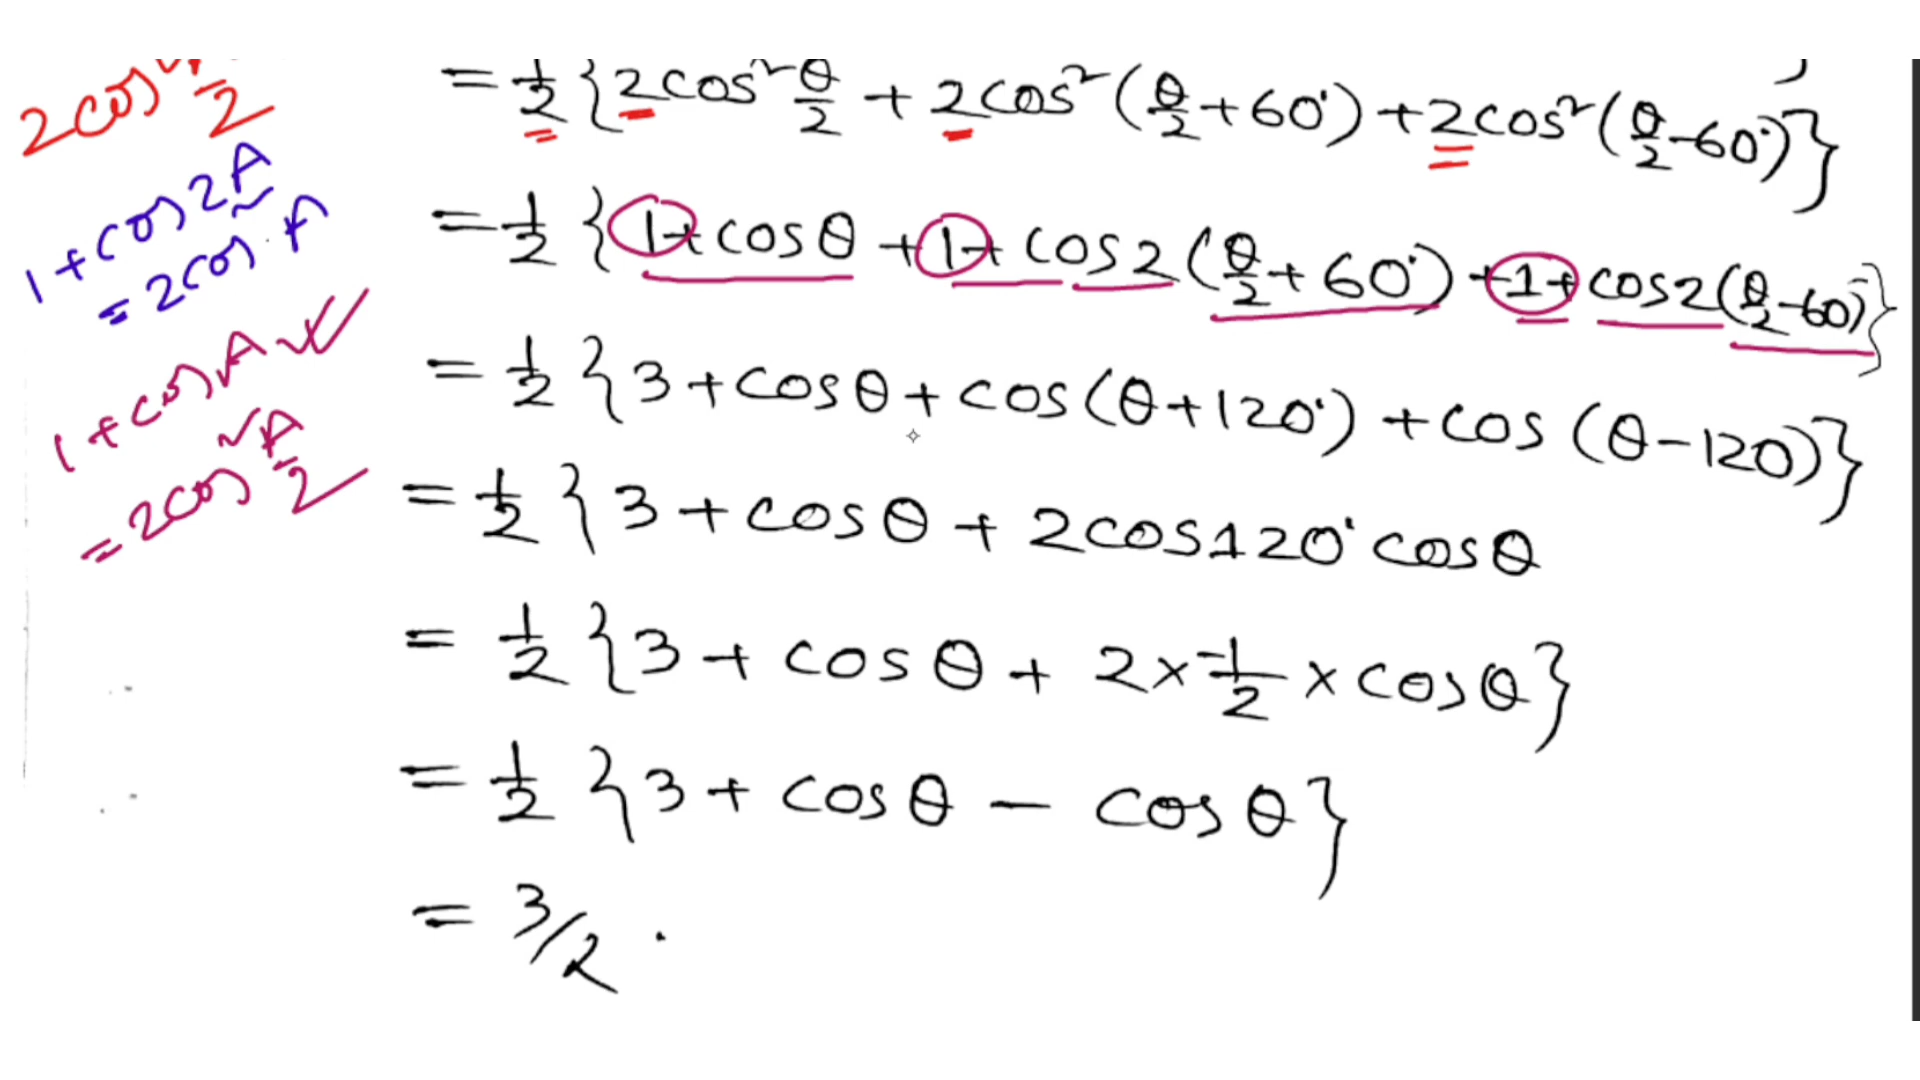 2cos²A/2
1+cos2A
=2cos²A
1+cosA
=2cos²A/2
=1/2{2cos²θ/2+2cos²(θ/2+60°)+2cos²(θ/2-60°)}
=1/2{1+cosθ+1+cos2(θ/2+60°)+1+cos2(θ/2-60)}
=1/2{3+cosθ+cos(θ+120°)+cos(θ-120)}
=1/2{3+cosθ+2cos120°cosθ
=1/2{3+cosθ+2×-1/2×cosθ}
=1/2{3+cosθ-cosθ}
=3/2.